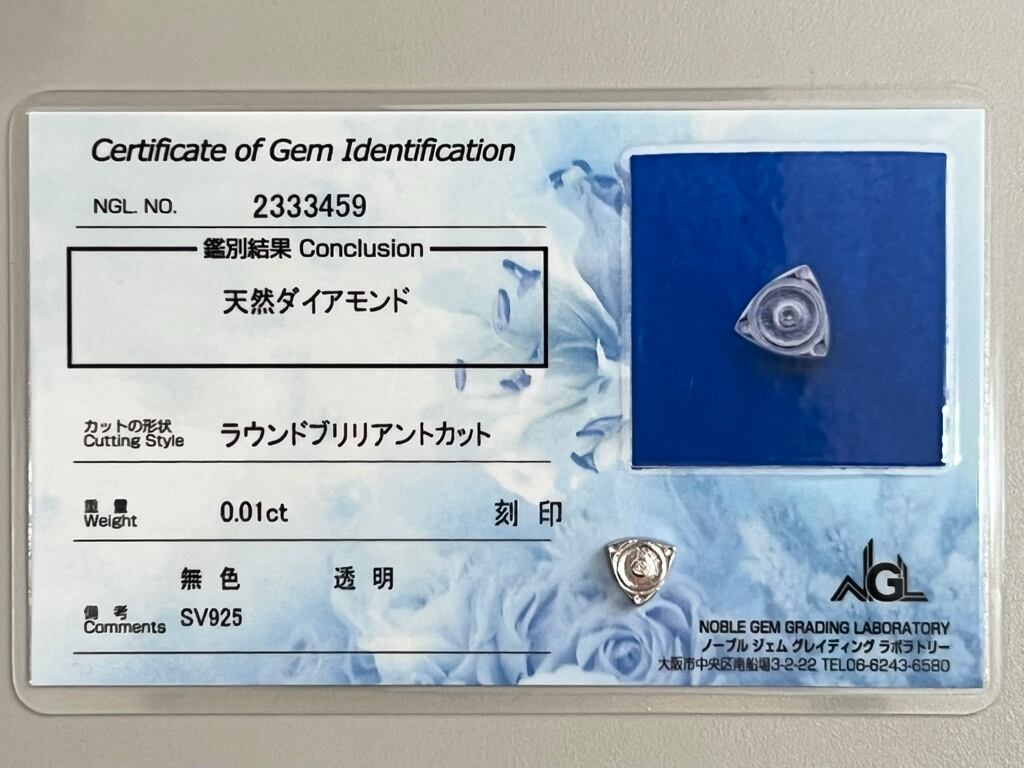 Certificate of Gem Identification
NGL. NO. 2333459
鑑別結果 Conclusion
天然ダイアモンド
カットの形状
Cutting Style
ラウンドブリリアントカット
重量
Weight
0.01ct 刻印
無色 透明
備考
Comments
SV925
NGL
NOBLE GEM GRADING LABORATORY
ノーブル ジェム グレイディング ラボラトリー
大阪市中央区南船場3-2-22 TEL06-6243-6580